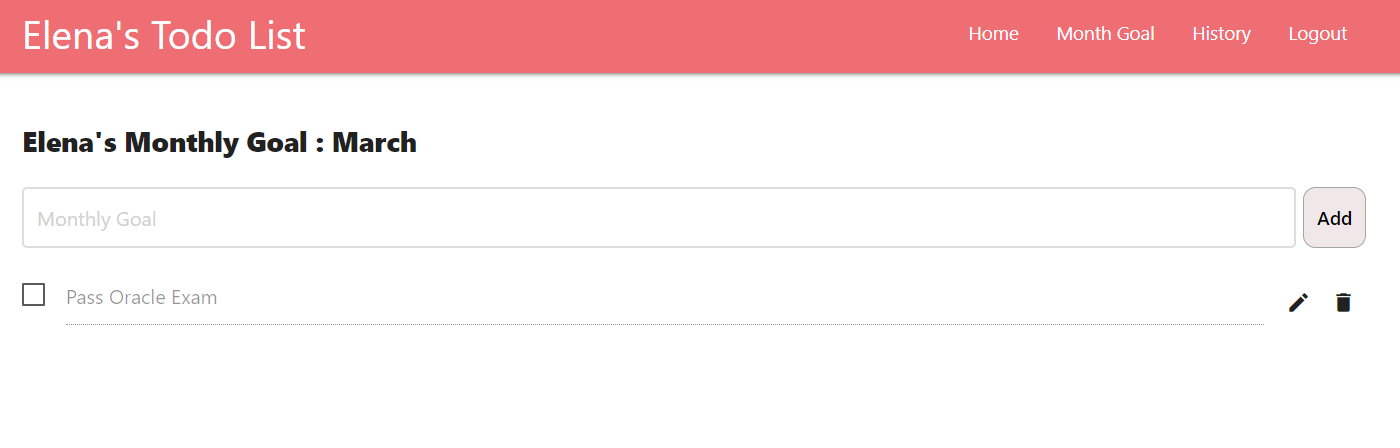 Elena's Todo List
Home Month Goal History Logout
Elena's Monthly Goal : March
Monthly Goal
Add
Pass Oracle Exam